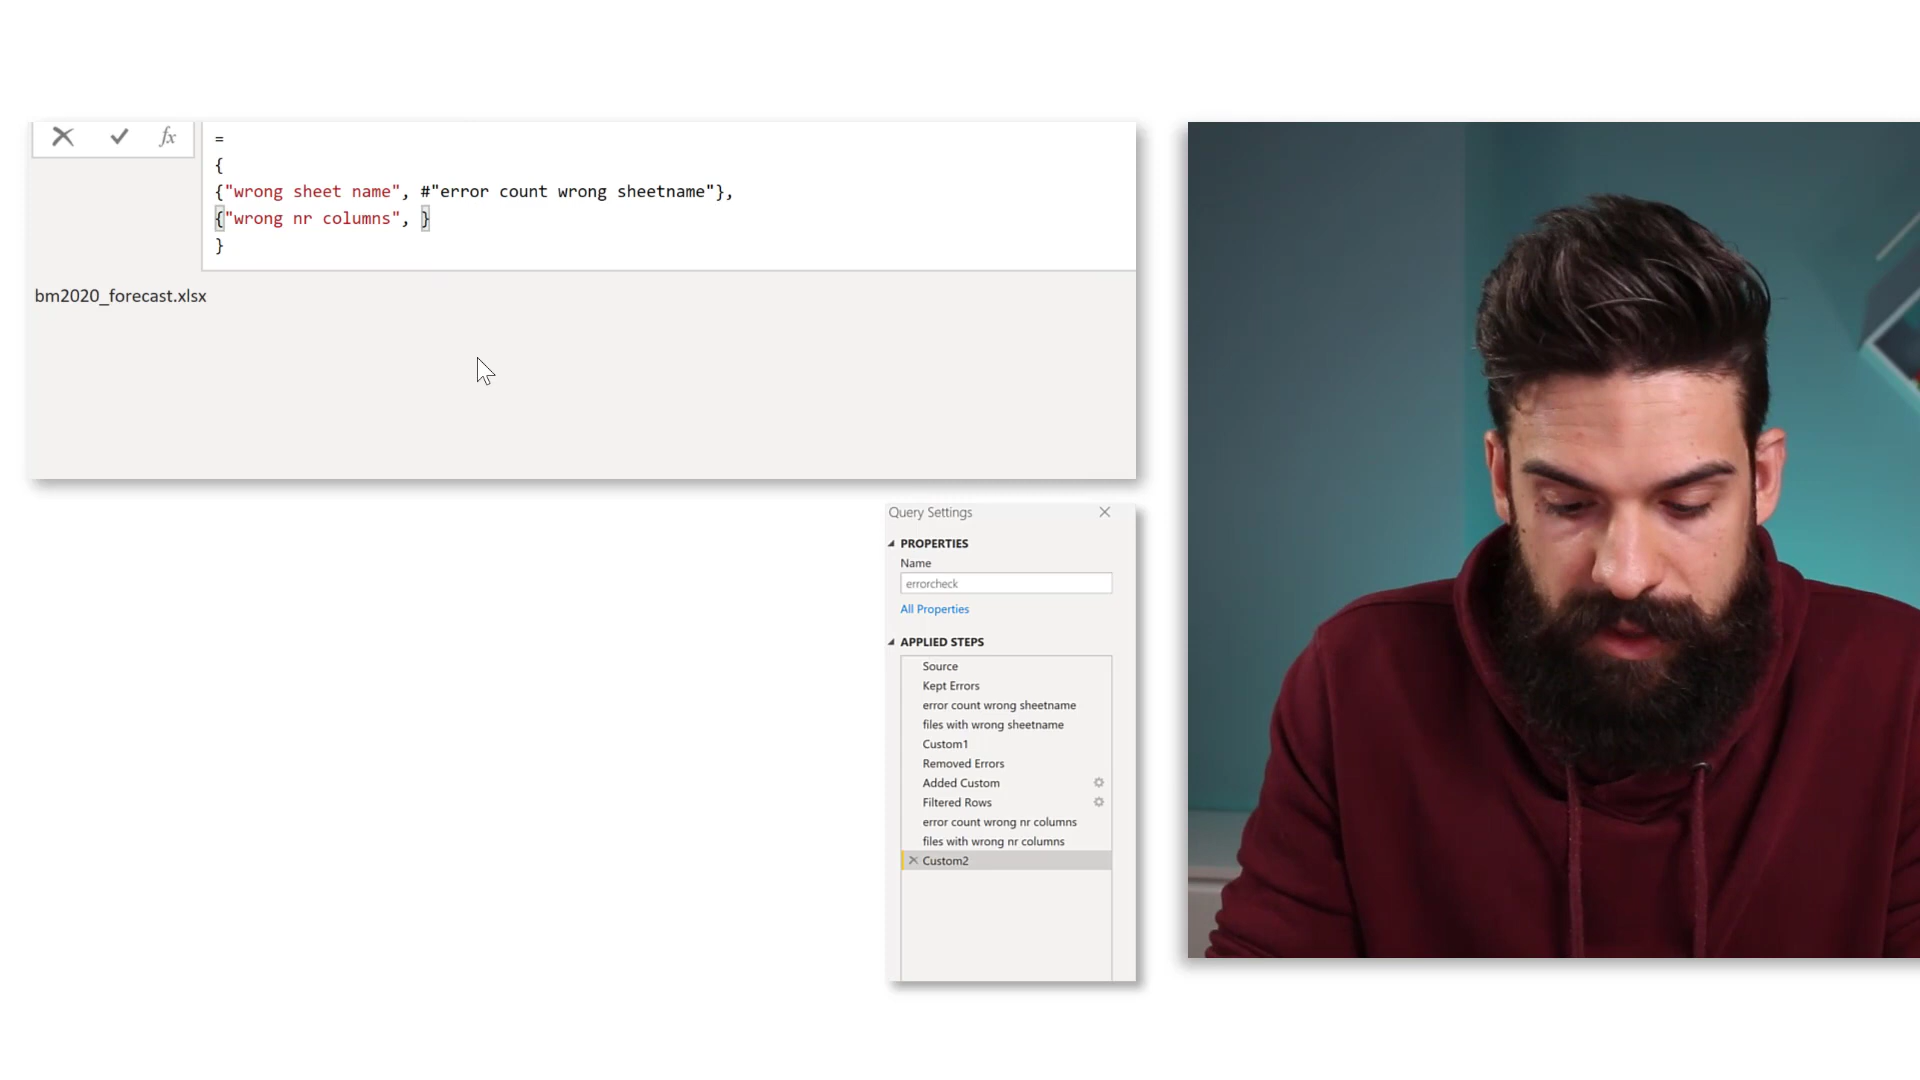 fx
=
{
{"wrong sheet name", #"error count wrong sheetname"},
{"wrong nr columns", }
}
bm2020_forecast.xlsx
Query Settings
PROPERTIES
Name
errorcheck
All Properties
APPLIED STEPS
Source
Kept Errors
error count wrong sheetname
files with wrong sheetname
Custom1
Removed Errors
Added Custom
Filtered Rows
error count wrong nr columns
files with wrong nr columns
Custom2